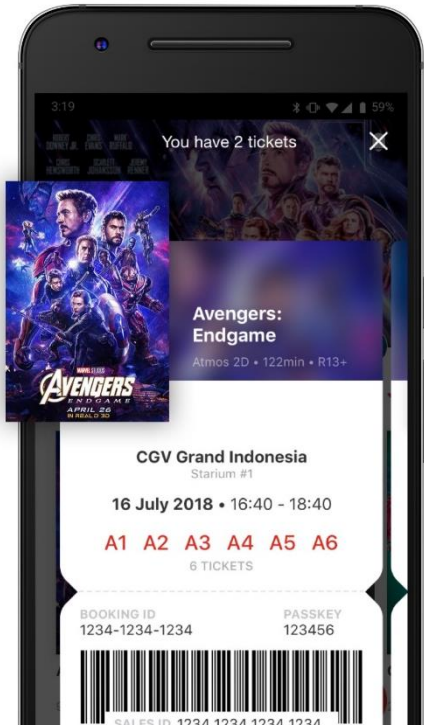 3:19 59%
You have 2 tickets
ROBERT DOWNEY JR. CHRIS EVANS MARK RUFFALO
CHRIS HEMSWORTH SCARLETT JOHANSSON JEREMY RENNER
MARVEL STUDIOS
AVENGERS
ENDGAME
APRIL 26
IN REAL D 3D
Avengers:
Endgame
Atmos 2D • 122min • R13+
CGV Grand Indonesia
Starium #1
16 July 2018 • 16:40 - 18:40
A1 A2 A3 A4 A5 A6
6 TICKETS
BOOKING ID PASSKEY
1234-1234-1234 123456
SALES ID 1234 1234 1234 1234